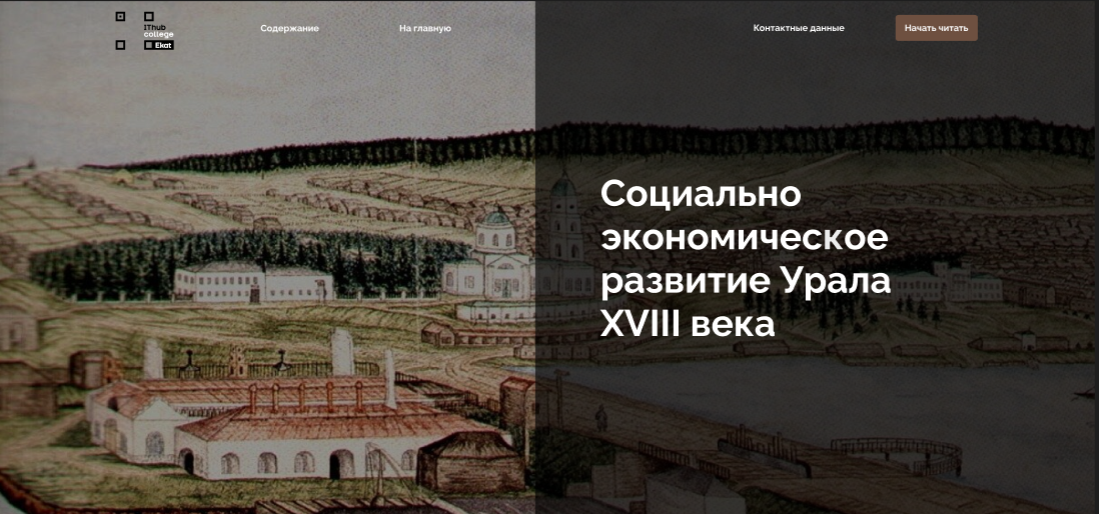 IThub
college
Ekat
Содержание
На главную
Контактные данные
Начать читать
Социально
экономическое
развитие Урала
XVIII века